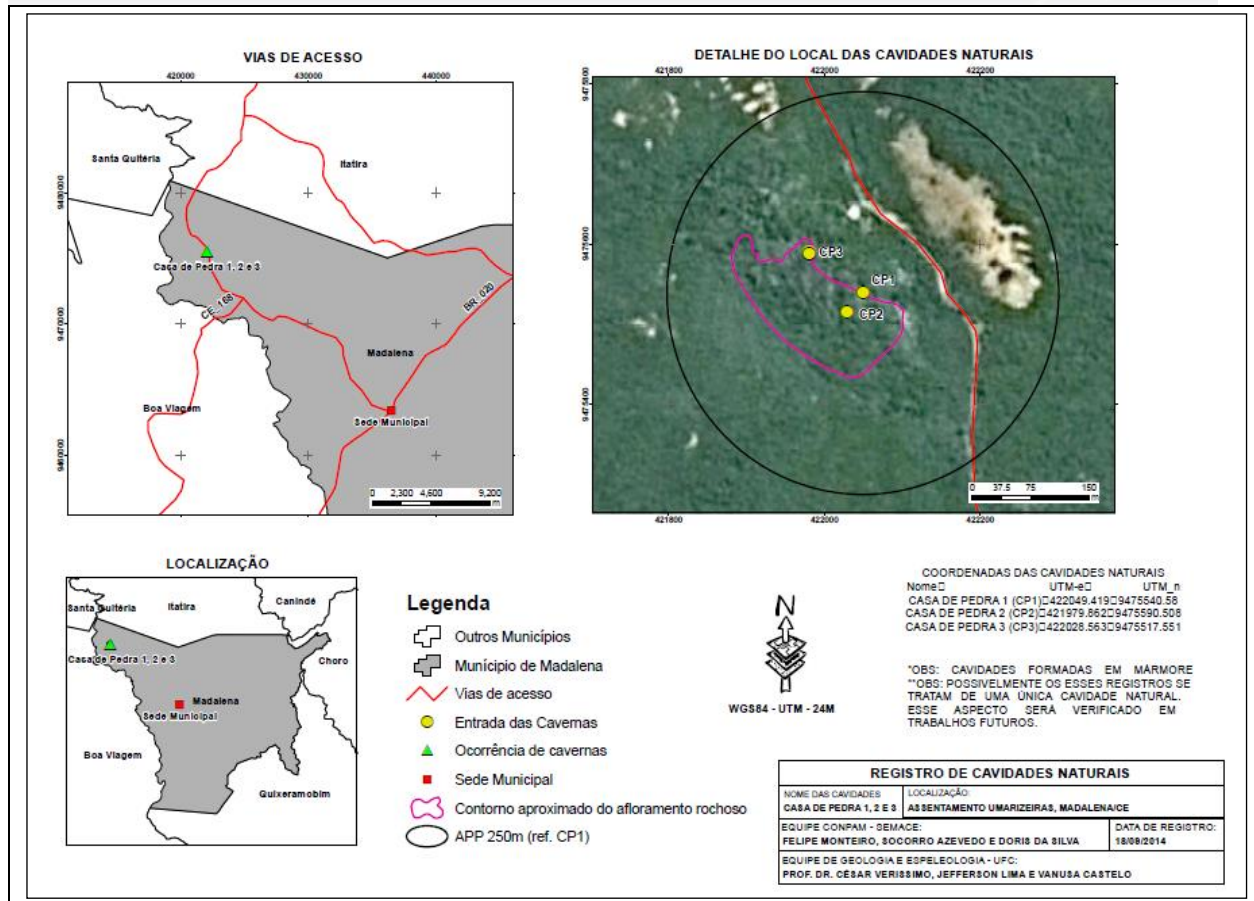 VIAS DE ACESSO
420000 430000 440000
9480000
9470000
9460000
Santa Quitéria
Itatira
Casa de Pedra 1, 2 e 3
CE_168
BR_020
Madalena
Boa Viagem
Sede Municipal
0 2,300 4,600 9,200
m
DETALHE DO LOCAL DAS CAVIDADES NATURAIS
421800 422000 422200
9475800
9475600
9475400
CP3
CP1
CP2
0 37.5 75 150
m
421800 422000 422200
LOCALIZAÇÃO
Santa Quitéria
Itatira
Canindé
Choro
Casa de Pedra 1, 2 e 3
Madalena
Sede Municipal
Boa Viagem
Quixeramobim
Legenda
Outros Municípios
Munícipio de Madalena
Vias de acesso
Entrada das Cavernas
Ocorrência de cavernas
Sede Municipal
Contorno aproximado do afloramento rochoso
APP 250m (ref. CP1)
N
WGS84 - UTM - 24M
COORDENADAS DAS CAVIDADES NATURAIS
Nome□ UTM-e□ UTM_n
CASA DE PEDRA 1 (CP1)□422049.419□9475540.58
CASA DE PEDRA 2 (CP2)□421979.862□9475590.508
CASA DE PEDRA 3 (CP3)□422028.563□9475517.551
*OBS: CAVIDADES FORMADAS EM MÁRMORE
**OBS: POSSIVELMENTE OS ESSES REGISTROS SE
TRATAM DE UMA ÚNICA CAVIDADE NATURAL.
ESSE ASPECTO SERÁ VERIFICADO EM
TRABALHOS FUTUROS.
REGISTRO DE CAVIDADES NATURAIS
NOME DAS CAVIDADES
CASA DE PEDRA 1, 2 E 3
LOCALIZAÇÃO:
ASSENTAMENTO UMARIZEIRAS, MADALENA/CE
EQUIPE CONPAM - SEMACE:
FELIPE MONTEIRO, SOCORRO AZEVEDO E DORIS DA SILVA
DATA DE REGISTRO:
18/09/2014
EQUIPE DE GEOLOGIA E ESPELEOLOGIA - UFC:
PROF. DR. CÉSAR VERISSIMO, JEFFERSON LIMA E VANUSA CASTELO